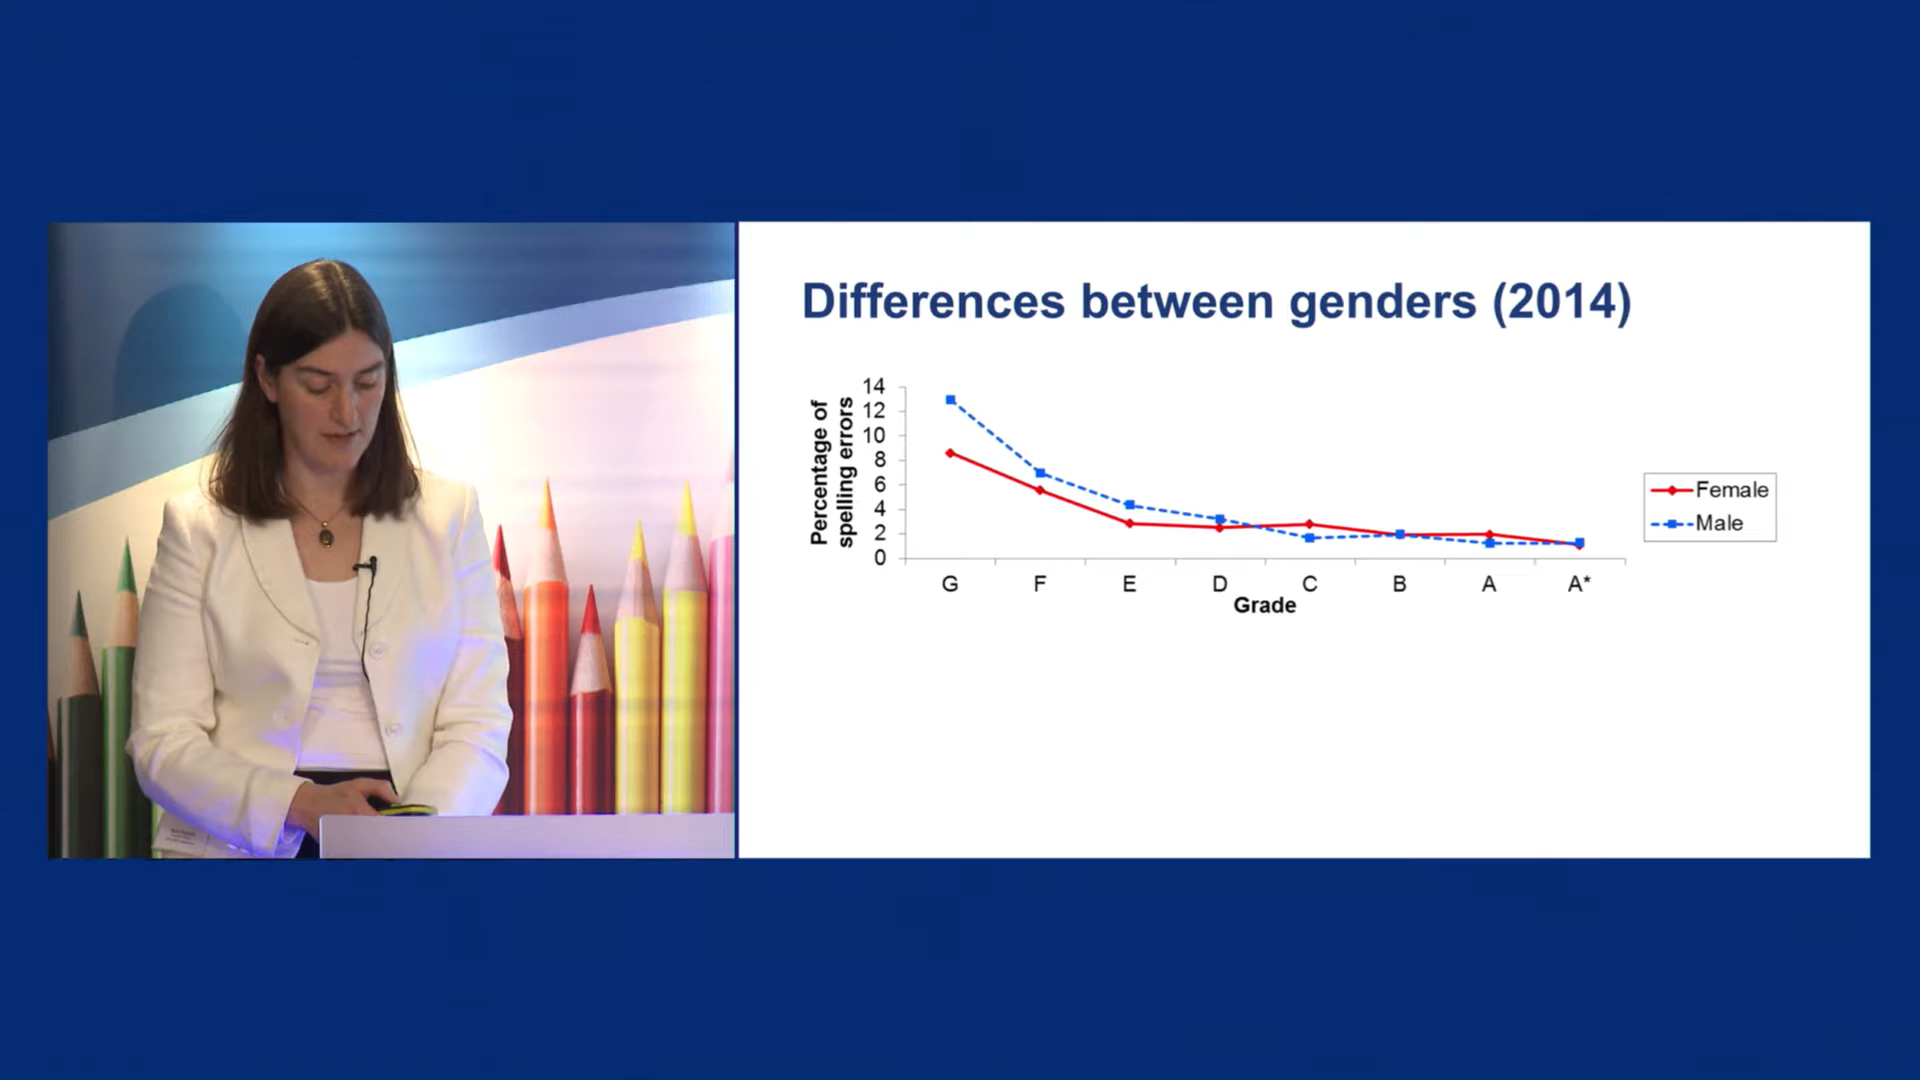 Differences between genders (2014)
Percentage of
spelling errors
14
12
10
8
6
4
2
0
G F E D C B A A*
Grade
Female
Male